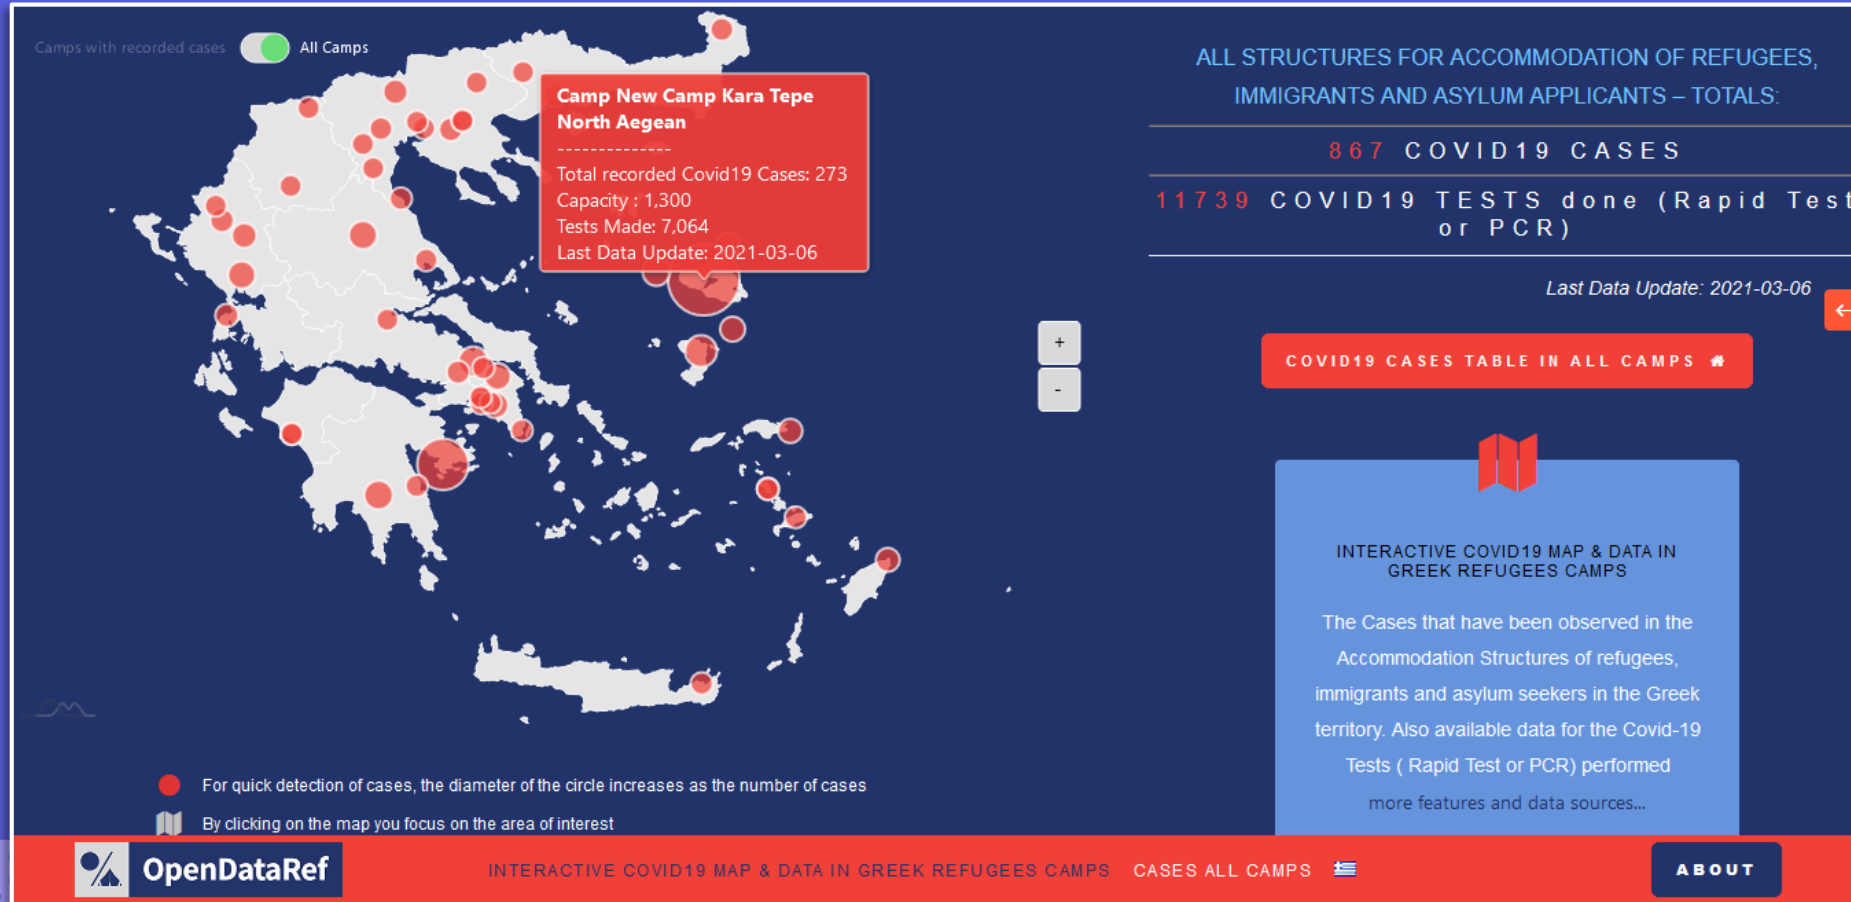 Camps with recorded cases
All Camps
Camp New Camp Kara Tepe
North Aegean
--------------
Total recorded Covid19 Cases: 273
Capacity : 1,300
Tests Made: 7,064
Last Data Update: 2021-03-06
+
-
For quick detection of cases, the diameter of the circle increases as the number of cases
By clicking on the map you focus on the area of interest
ALL STRUCTURES FOR ACCOMMODATION OF REFUGEES,
IMMIGRANTS AND ASYLUM APPLICANTS – TOTALS:
867 COVID19 CASES
11739 COVID19 TESTS done (Rapid Test
or PCR)
Last Data Update: 2021-03-06
COVID19 CASES TABLE IN ALL CAMPS
INTERACTIVE COVID19 MAP & DATA IN
GREEK REFUGEES CAMPS
The Cases that have been observed in the
Accommodation Structures of refugees,
immigrants and asylum seekers in the Greek
territory. Also available data for the Covid-19
Tests ( Rapid Test or PCR) performed
more features and data sources...
OpenDataRef
INTERACTIVE COVID19 MAP & DATA IN GREEK REFUGEES CAMPS
CASES ALL CAMPS
ABOUT